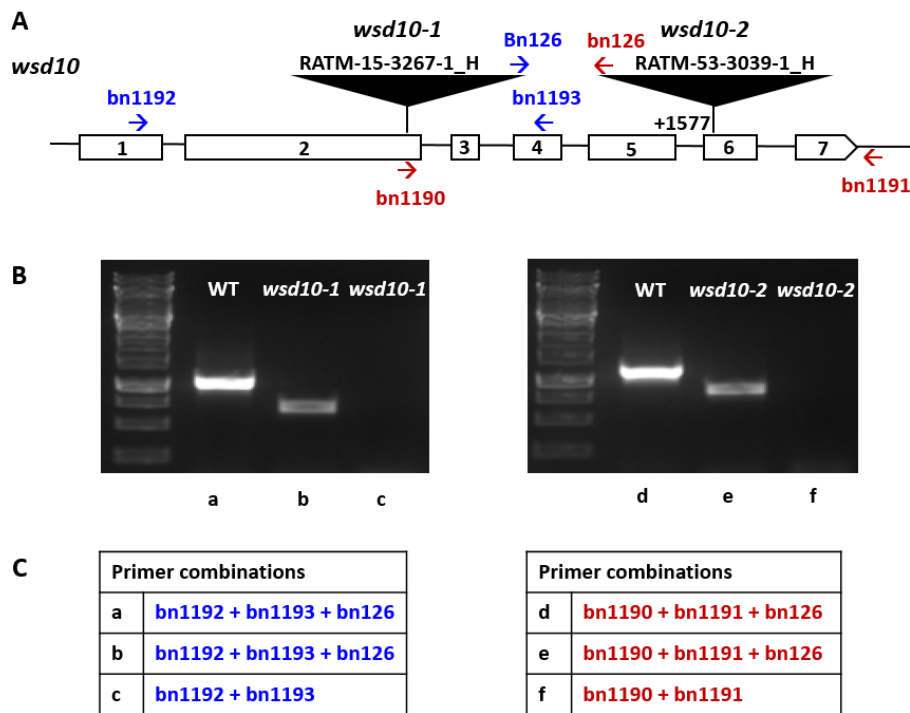 A
wsd10-1
wsd10-2
Bn126
bn126
wsd10
RATM-15-3267-1_H
RATM-53-3039-1_H
bn1192
bn1193
+1577
1
2
3
4
5
6
7
bn1190
bn1191
B
WT wsd10-1 wsd10-1
WT wsd10-2 wsd10-2
a b c
d e f
C
Primer combinations
a bn1192 + bn1193 + bn126
b bn1192 + bn1193 + bn126
c bn1192 + bn1193
Primer combinations
d bn1190 + bn1191 + bn126
e bn1190 + bn1191 + bn126
f bn1190 + bn1191